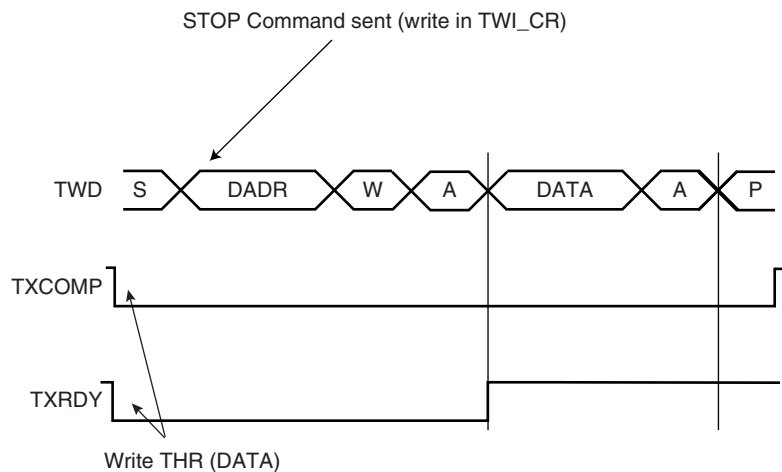 STOP Command sent (write in TWI_CR)
TWD S DADR W A DATA A P
TXCOMP
TXRDY
Write THR (DATA)